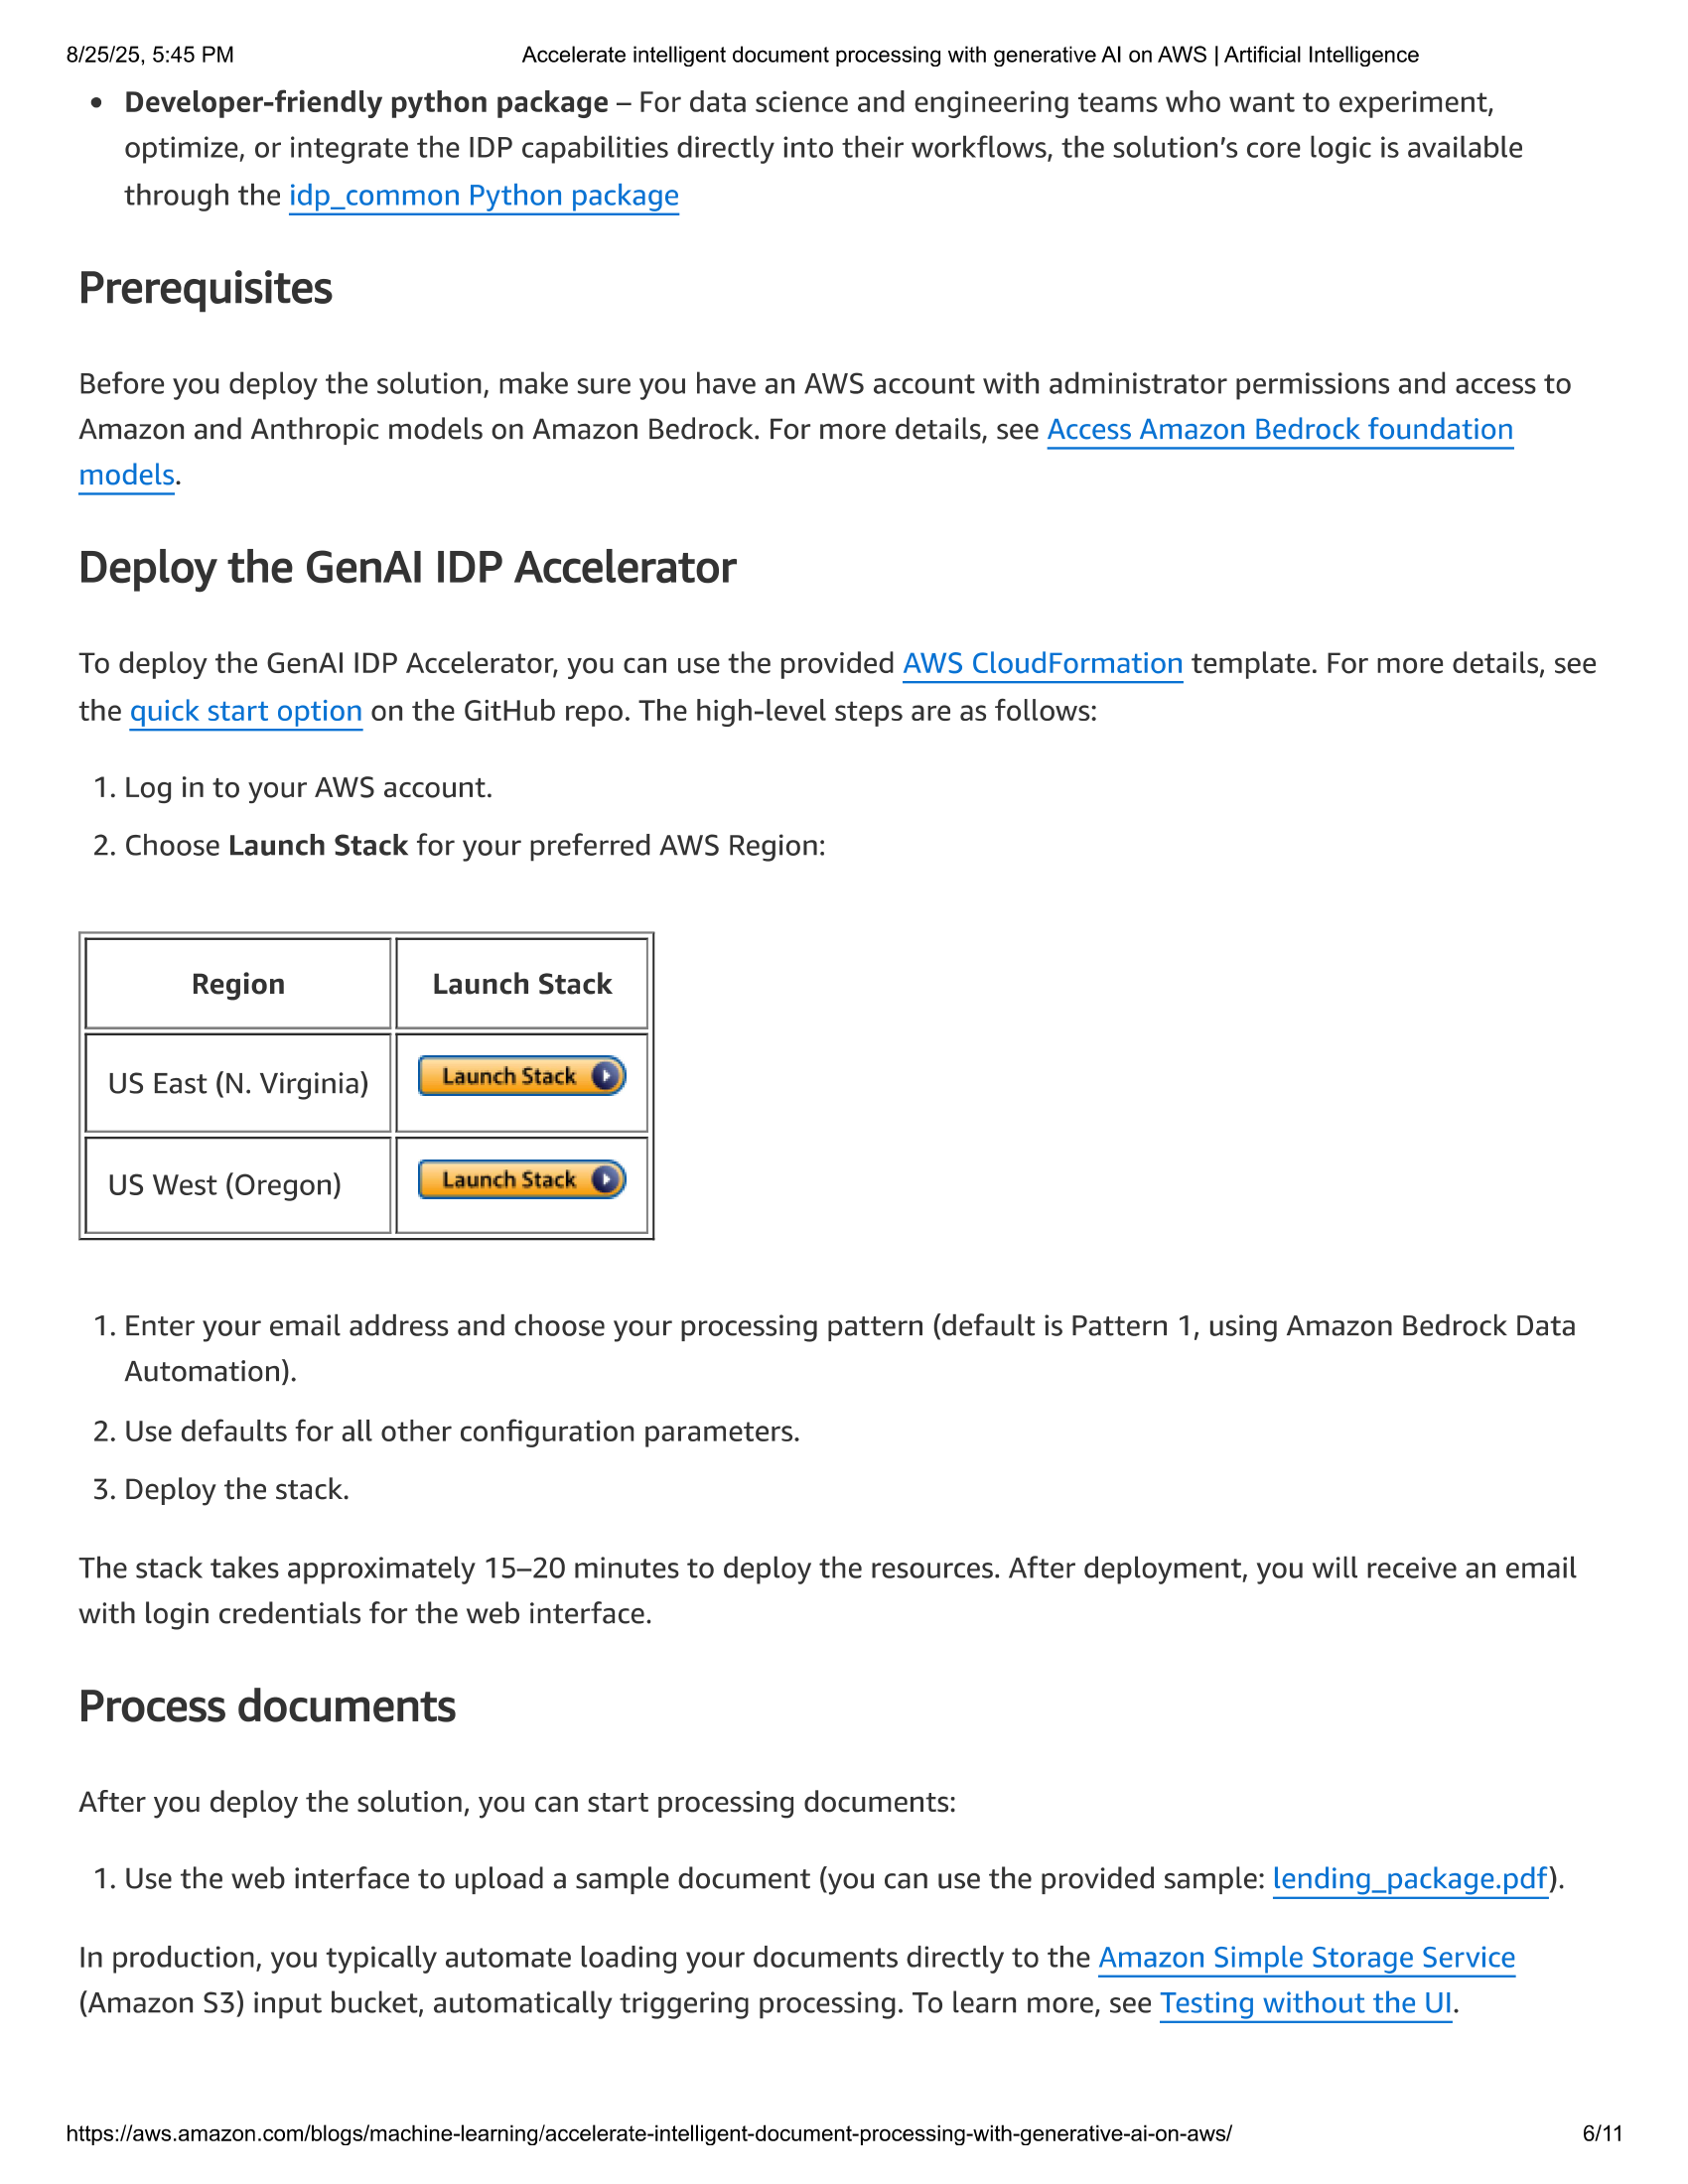 8/25/25, 5:45 PM
Accelerate intelligent document processing with generative AI on AWS | Artificial Intelligence
• Developer-friendly python package – For data science and engineering teams who want to experiment,
optimize, or integrate the IDP capabilities directly into their workflows, the solution’s core logic is available
through the idp_common Python package
Prerequisites
Before you deploy the solution, make sure you have an AWS account with administrator permissions and access to
Amazon and Anthropic models on Amazon Bedrock. For more details, see Access Amazon Bedrock foundation
models.
Deploy the GenAI IDP Accelerator
To deploy the GenAI IDP Accelerator, you can use the provided AWS CloudFormation template. For more details, see
the quick start option on the GitHub repo. The high-level steps are as follows:
1. Log in to your AWS account.
2. Choose Launch Stack for your preferred AWS Region:
Region Launch Stack
US East (N. Virginia) Launch Stack
US West (Oregon) Launch Stack
1. Enter your email address and choose your processing pattern (default is Pattern 1, using Amazon Bedrock Data
Automation).
2. Use defaults for all other configuration parameters.
3. Deploy the stack.
The stack takes approximately 15–20 minutes to deploy the resources. After deployment, you will receive an email
with login credentials for the web interface.
Process documents
After you deploy the solution, you can start processing documents:
1. Use the web interface to upload a sample document (you can use the provided sample: lending_package.pdf).
In production, you typically automate loading your documents directly to the Amazon Simple Storage Service
(Amazon S3) input bucket, automatically triggering processing. To learn more, see Testing without the UI.
https://aws.amazon.com/blogs/machine-learning/accelerate-intelligent-document-processing-with-generative-ai-on-aws/
6/11